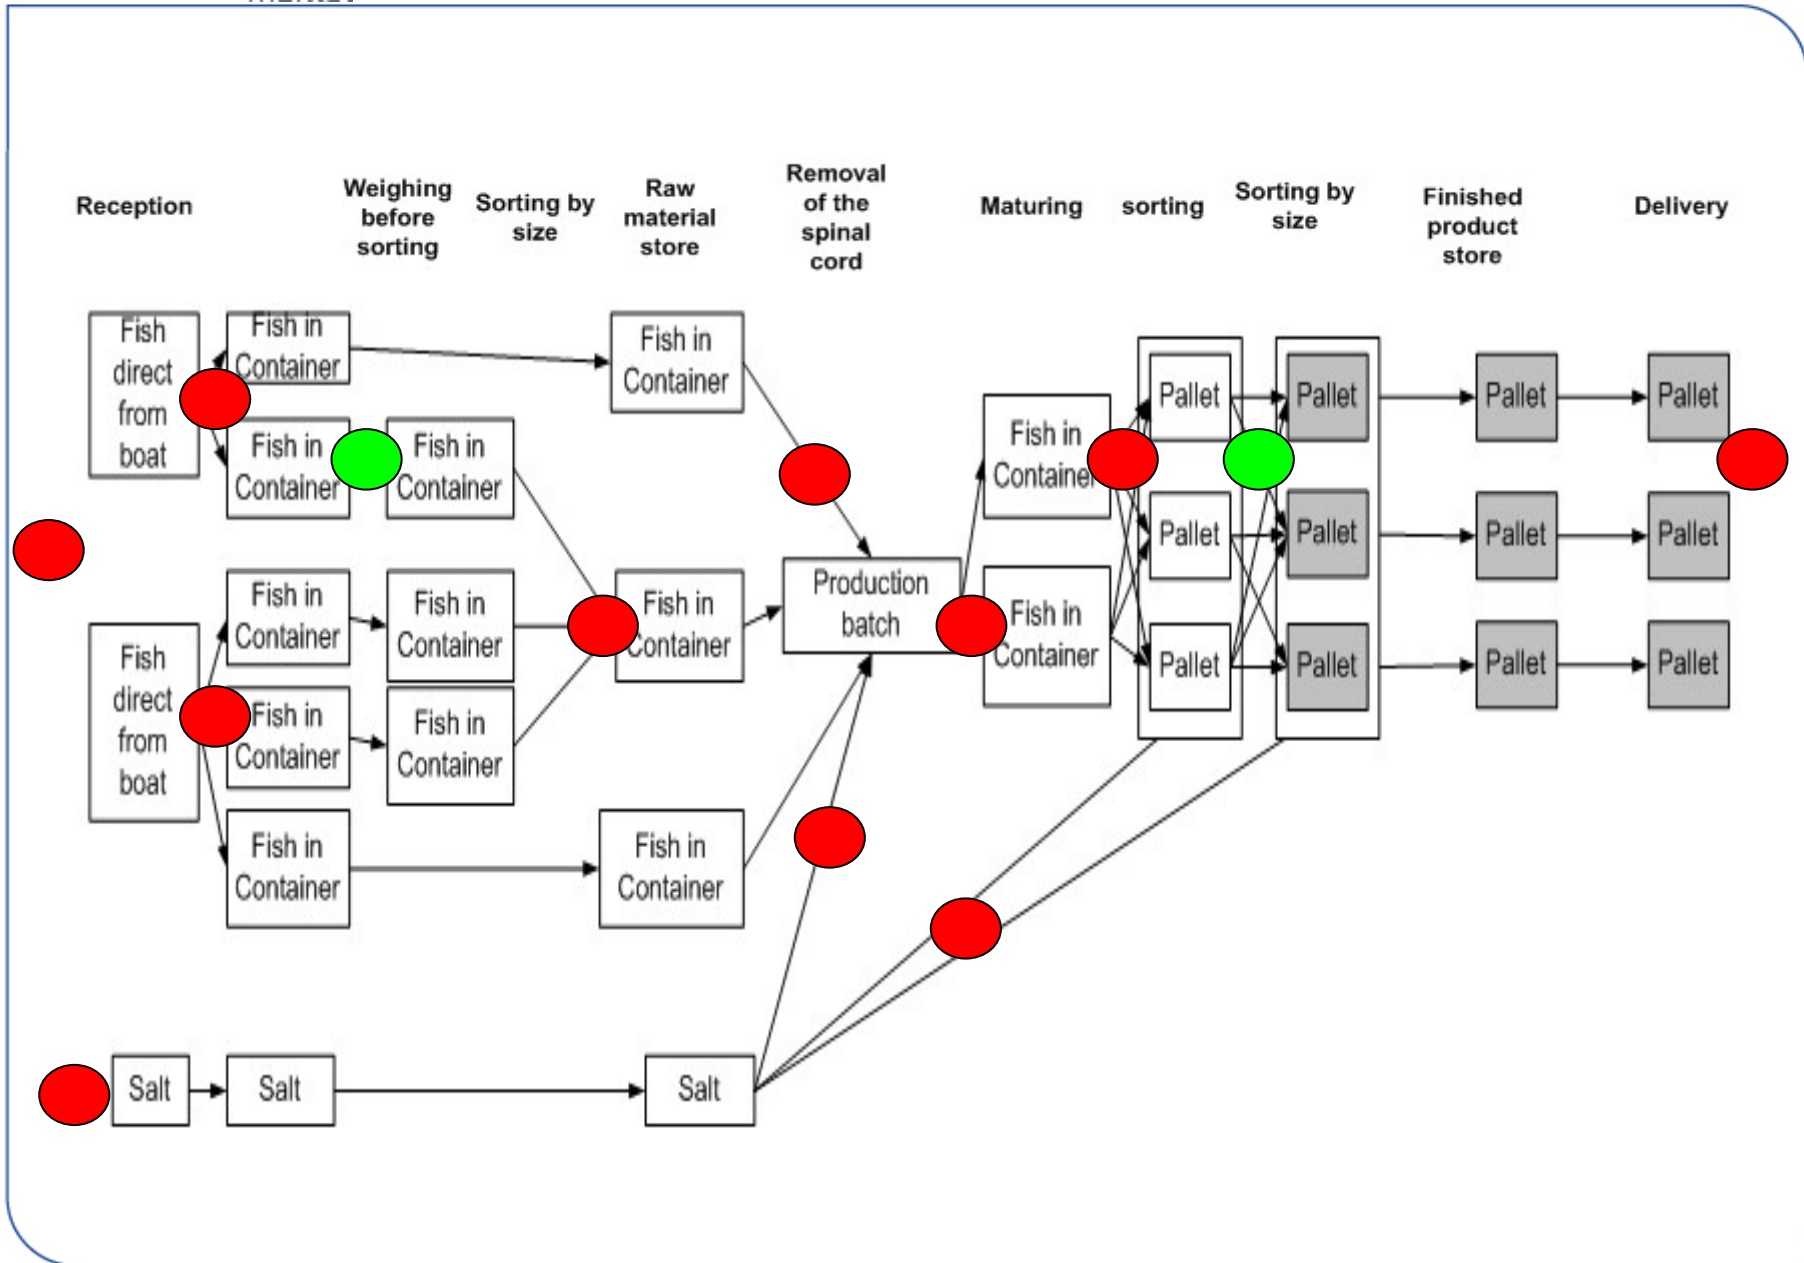 Reception
Weighing
before
sorting
Sorting by
size
Raw
material
store
Removal
of the
spinal
cord
Maturing
sorting
Sorting by
size
Finished
product
store
Delivery
Fish
direct
from
boat
Fish in
Container
Fish in
Container
Fish in
Container
Fish in
Container
Fish
direct
from
boat
Fish in
Container
Fish in
Container
Fish in
Container
Fish in
Container
Fish in
Container
Fish in
Container
Fish in
Container
Production
batch
Fish in
Container
Fish in
Container
Pallet
Pallet
Pallet
Pallet
Pallet
Pallet
Pallet
Pallet
Pallet
Pallet
Pallet
Pallet
Salt
Salt
Salt